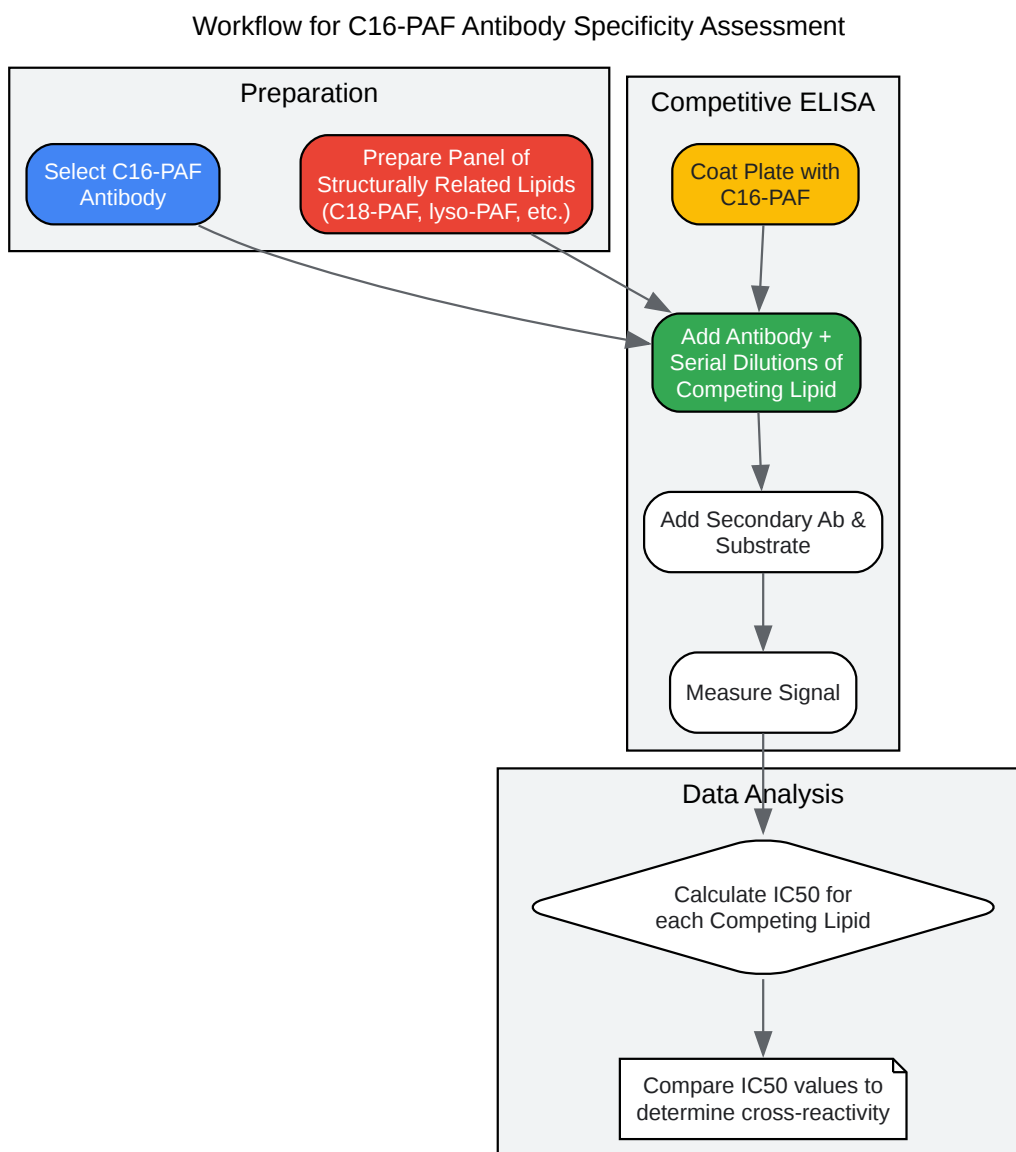 Workflow for C16-PAF Antibody Specificity Assessment
Preparation
Select C16-PAF
Antibody
Prepare Panel of
Structurally Related Lipids
(C18-PAF, lyso-PAF, etc.)
Competitive ELISA
Coat Plate with
C16-PAF
Add Antibody +
Serial Dilutions of
Competing Lipid
Add Secondary Ab &
Substrate
Measure Signal
Data Analysis
Calculate IC50 for
each Competing Lipid
Compare IC50 values to
determine cross-reactivity